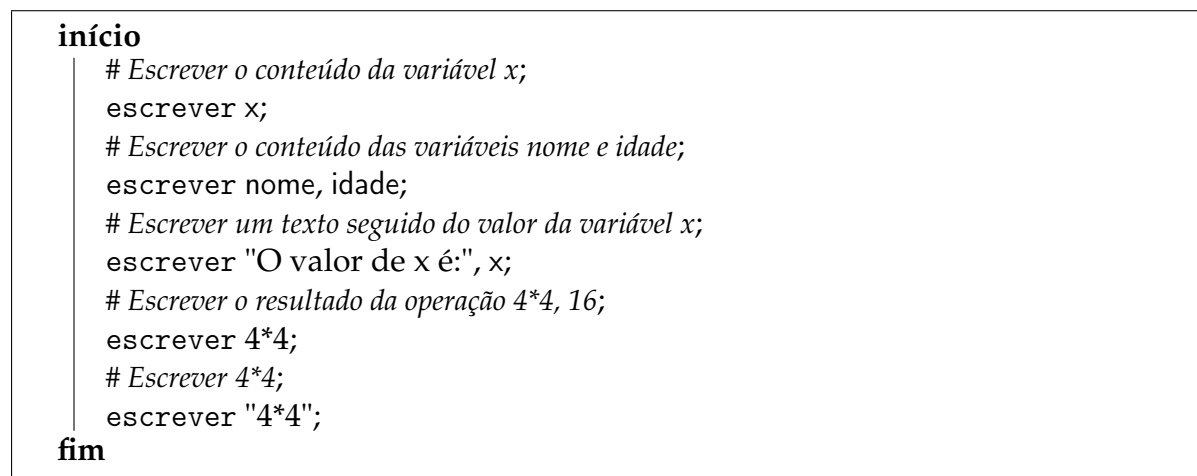 início
# Escrever o conteúdo da variável x;
escrever x;
# Escrever o conteúdo das variáveis nome e idade;
escrever nome, idade;
# Escrever um texto seguido do valor da variável x;
escrever "O valor de x é:", x;
# Escrever o resultado da operação 4*4, 16;
escrever 4*4;
# Escrever 4*4;
escrever "4*4";
fim